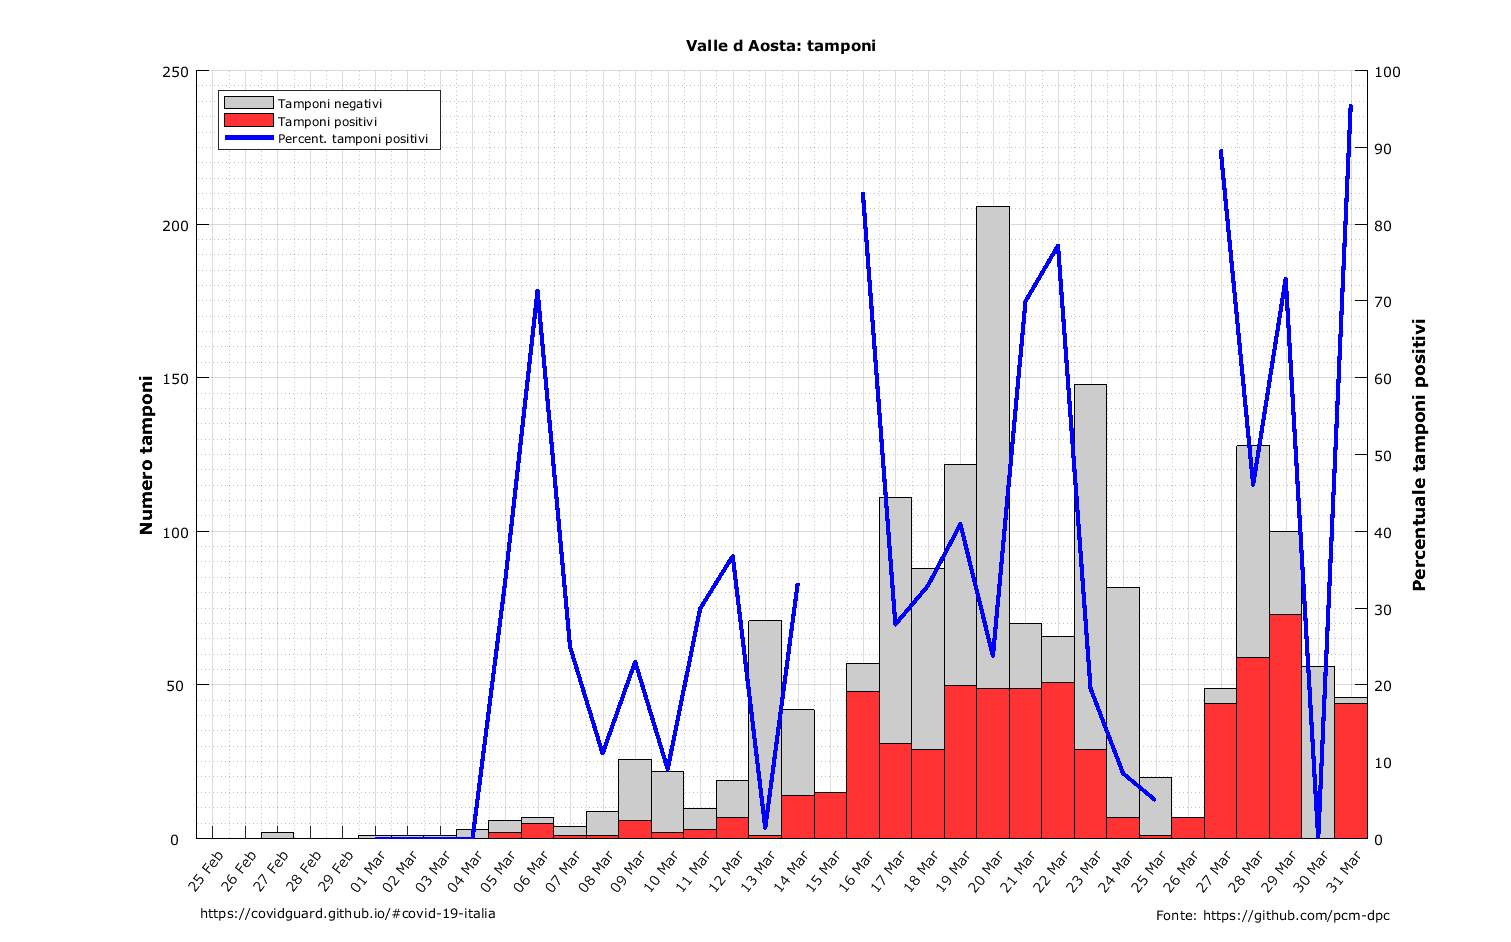 Valle d Aosta: tamponi
Tamponi negativi
Tamponi positivi
Percent. tamponi positivi
Numero tamponi
250
200
150
100
50
0
Percentuale tamponi positivi
100
90
80
70
60
50
40
30
20
10
0
25 Feb
26 Feb
27 Feb
28 Feb
29 Feb
01 Mar
02 Mar
03 Mar
04 Mar
05 Mar
06 Mar
07 Mar
08 Mar
09 Mar
10 Mar
11 Mar
12 Mar
13 Mar
14 Mar
15 Mar
16 Mar
17 Mar
18 Mar
19 Mar
20 Mar
21 Mar
22 Mar
23 Mar
24 Mar
25 Mar
26 Mar
27 Mar
28 Mar
29 Mar
30 Mar
31 Mar
https://covidguard.github.io/#covid-19-italia
Fonte: https://github.com/pcm-dpc